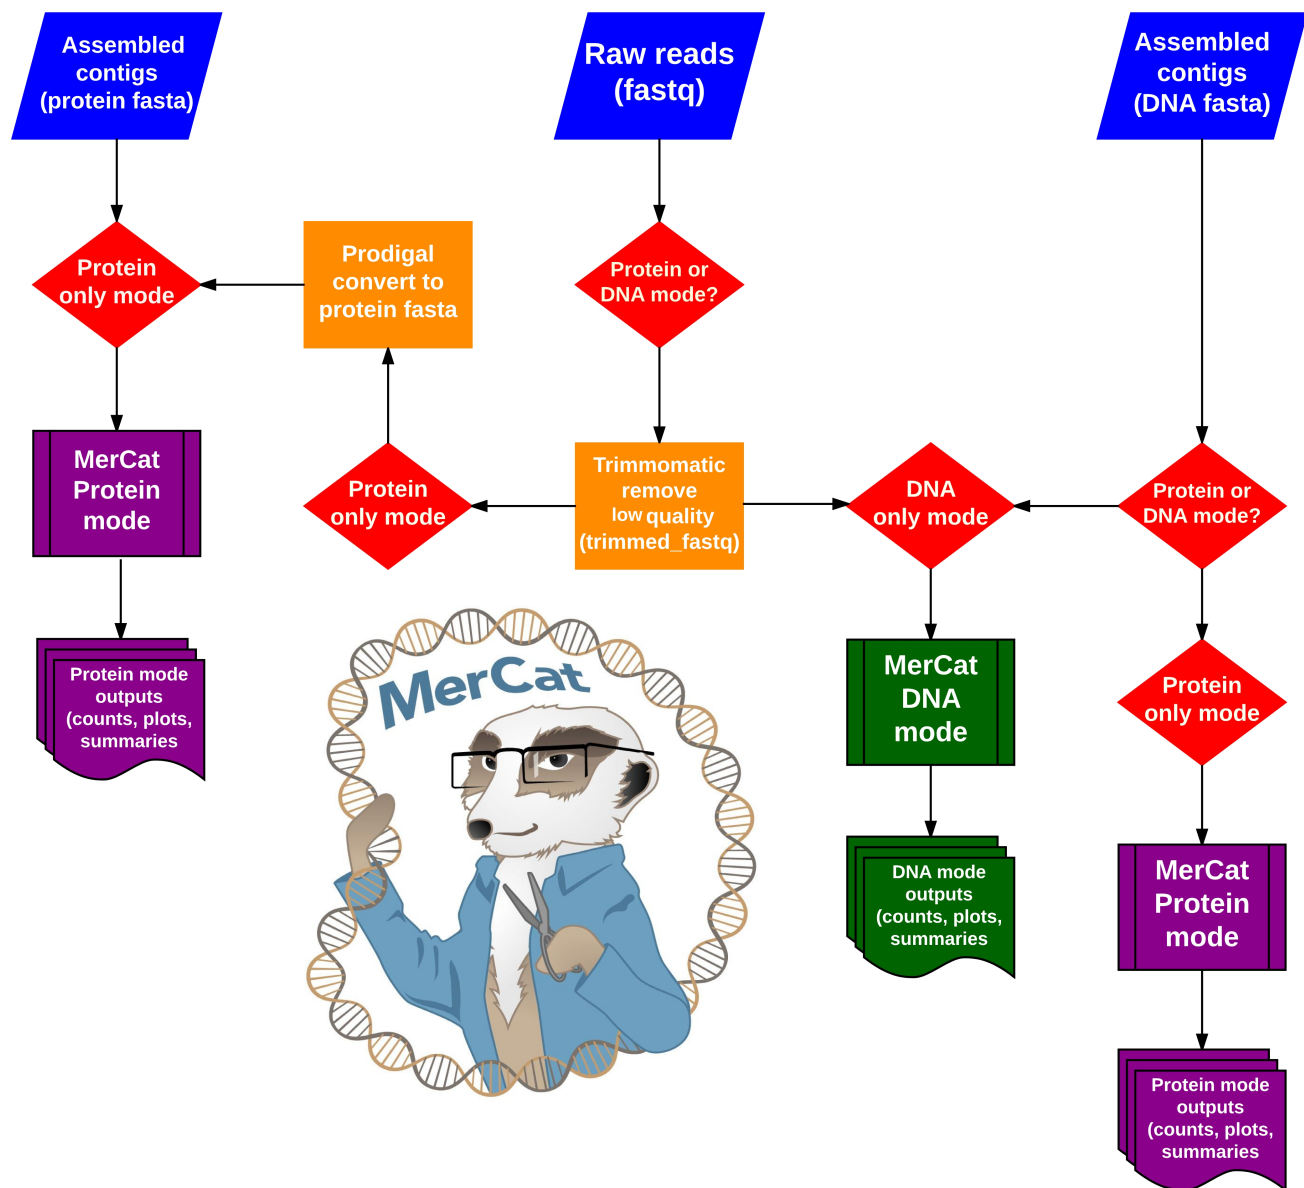 Assembled
contigs
(protein fasta)
Raw reads
(fastq)
Assembled
contigs
(DNA fasta)
Protein
only mode
Prodigal
convert to
protein fasta
Protein or
DNA mode?
MerCat
Protein
mode
Protein
only mode
Trimmomatic
remove
low quality
(trimmed_fastq)
DNA
only mode
Protein or
DNA mode?
Protein mode
outputs
(counts, plots,
summaries
MerCat
MerCat
DNA
mode
Protein
only mode
DNA mode
outputs
(counts, plots,
summaries
MerCat
Protein
mode
Protein mode
outputs
(counts, plots,
summaries